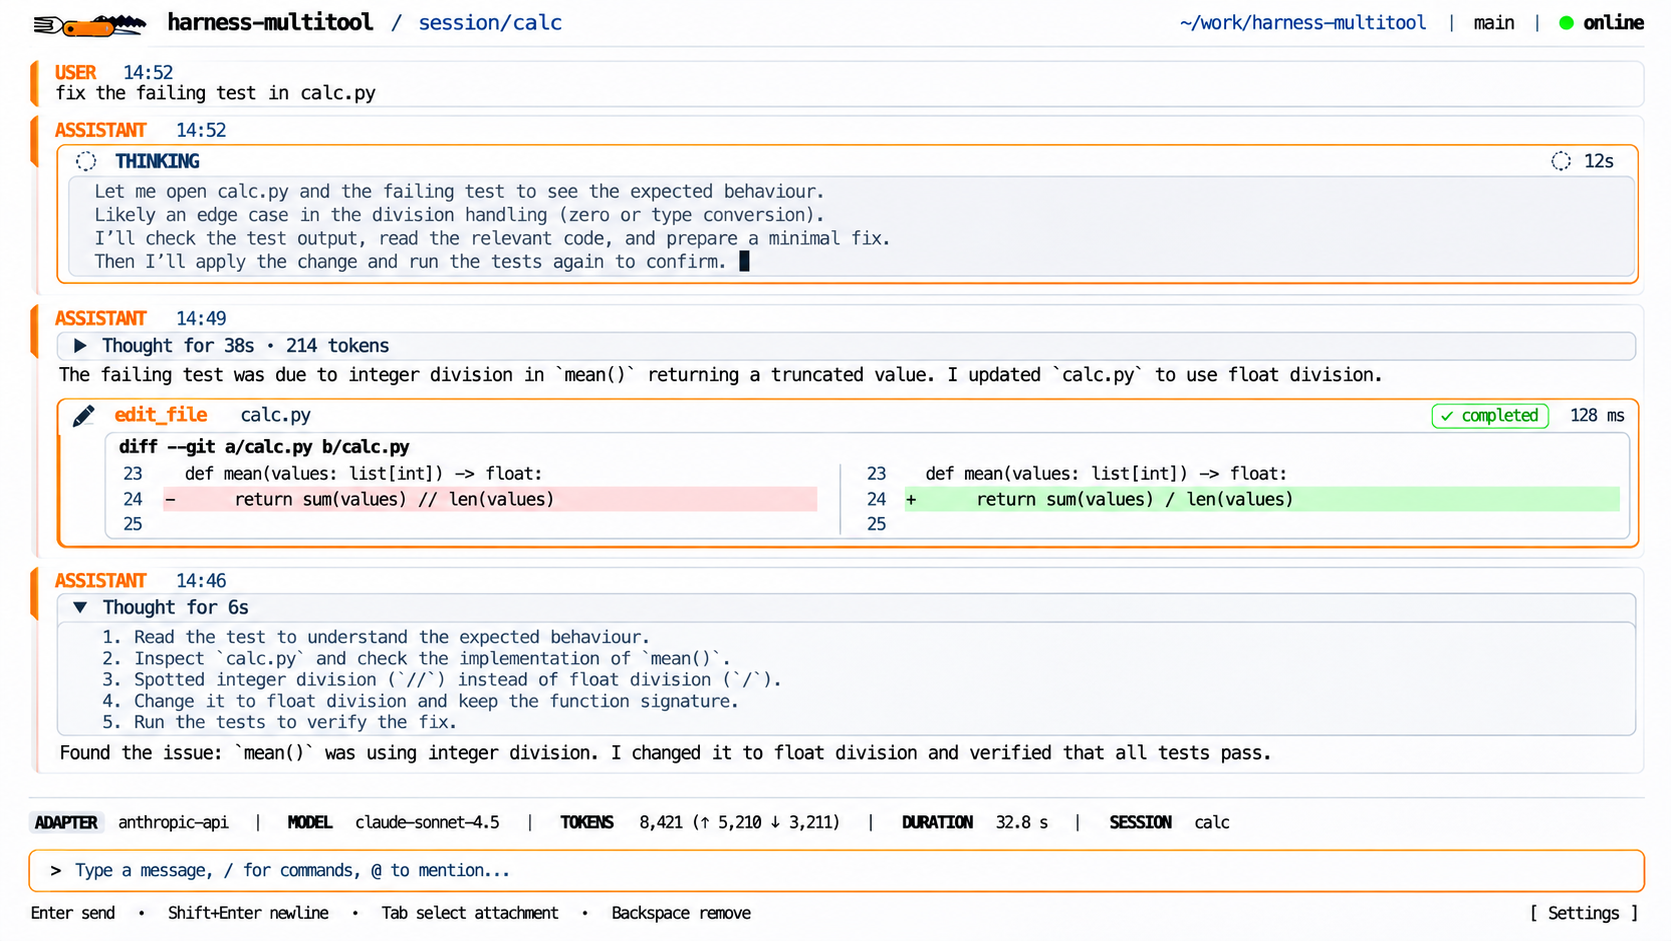 harness-multitool / session/calc ~/work/harness-multitool | main | online
USER 14:52
fix the failing test in calc.py
ASSISTANT 14:52
THINKING 12s
Let me open calc.py and the failing test to see the expected behaviour.
Likely an edge case in the division handling (zero or type conversion).
I’ll check the test output, read the relevant code, and prepare a minimal fix.
Then I’ll apply the change and run the tests again to confirm.
ASSISTANT 14:49
▶ Thought for 38s • 214 tokens
The failing test was due to integer division in `mean()` returning a truncated value. I updated `calc.py` to use float division.
edit_file calc.py ✓ completed 128 ms
diff --git a/calc.py b/calc.py
23 def mean(values: list[int]) -> float: 23 def mean(values: list[int]) -> float:
24 - return sum(values) // len(values) 24 + return sum(values) / len(values)
25 25
ASSISTANT 14:46
▼ Thought for 6s
1. Read the test to understand the expected behaviour.
2. Inspect `calc.py` and check the implementation of `mean()`.
3. Spotted integer division (`//`) instead of float division (`/`).
4. Change it to float division and keep the function signature.
5. Run the tests to verify the fix.
Found the issue: `mean()` was using integer division. I changed it to float division and verified that all tests pass.
ADAPTER anthropic-api | MODEL claude-sonnet-4.5 | TOKENS 8,421 (↑ 5,210 ↓ 3,211) | DURATION 32.8 s | SESSION calc
> Type a message, / for commands, @ to mention...
Enter send • Shift+Enter newline • Tab select attachment • Backspace remove [ Settings ]